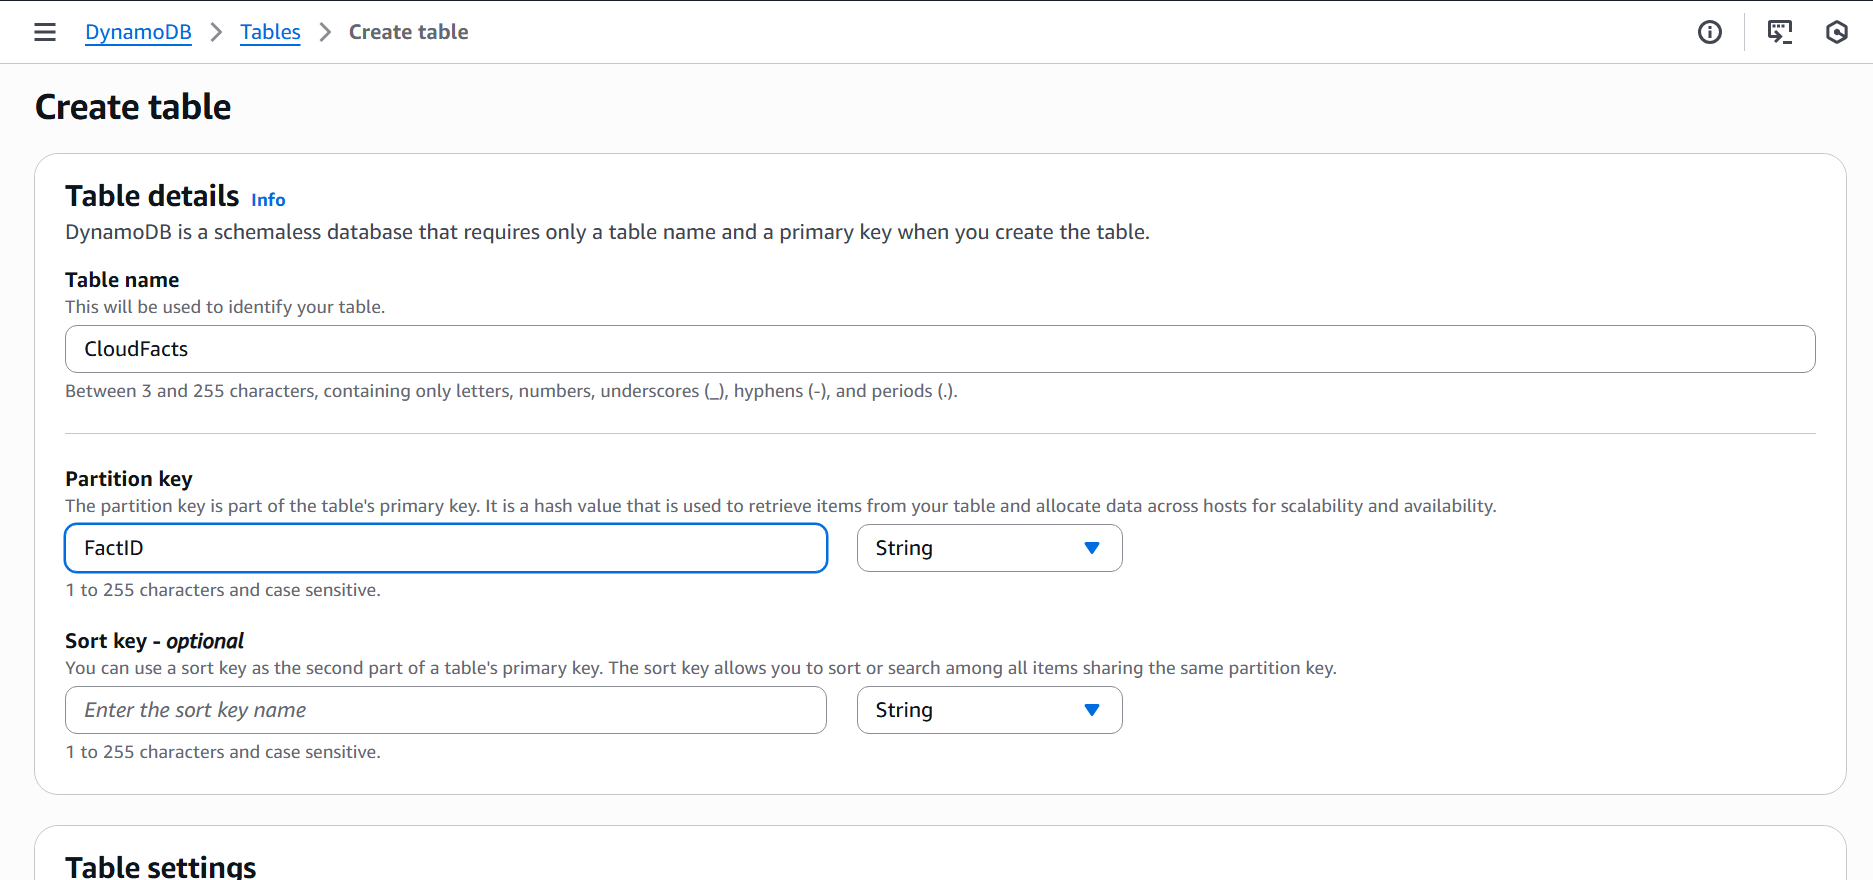 DynamoDB > Tables > Create table
Create table
Table details Info
DynamoDB is a schemaless database that requires only a table name and a primary key when you create the table.
Table name
This will be used to identify your table.
CloudFacts
Between 3 and 255 characters, containing only letters, numbers, underscores (_), hyphens (-), and periods (.).
Partition key
The partition key is part of the table's primary key. It is a hash value that is used to retrieve items from your table and allocate data across hosts for scalability and availability.
FactID String
1 to 255 characters and case sensitive.
Sort key - optional
You can use a sort key as the second part of a table's primary key. The sort key allows you to sort or search among all items sharing the same partition key.
Enter the sort key name String
1 to 255 characters and case sensitive.
Table settings